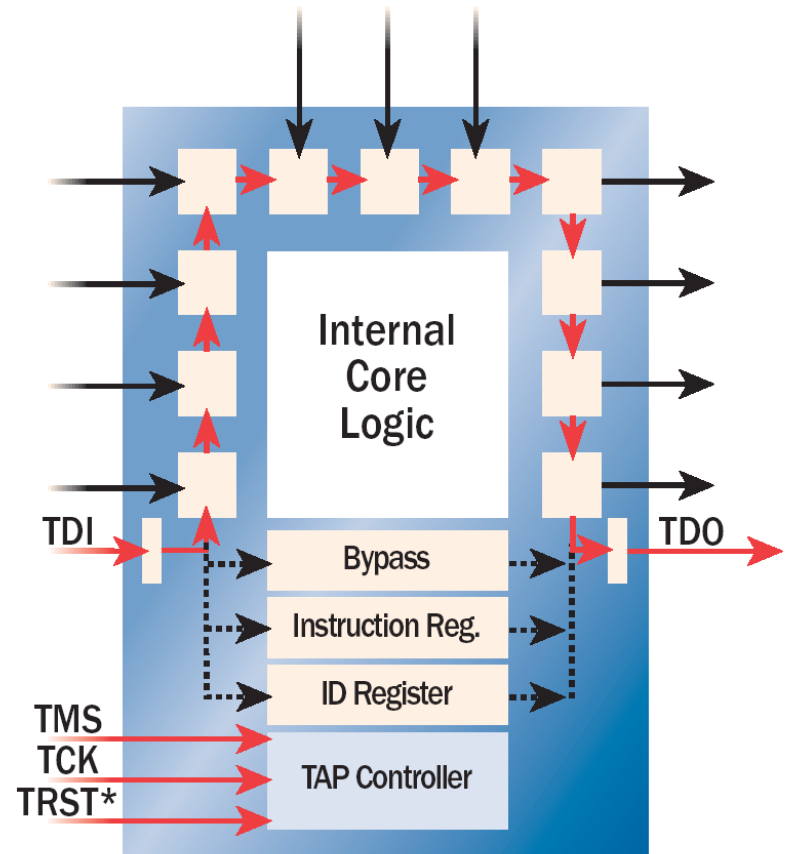 Internal
Core
Logic
TDI
TDO
Bypass
Instruction Reg.
ID Register
TMS
TCK
TRST*
TAP Controller